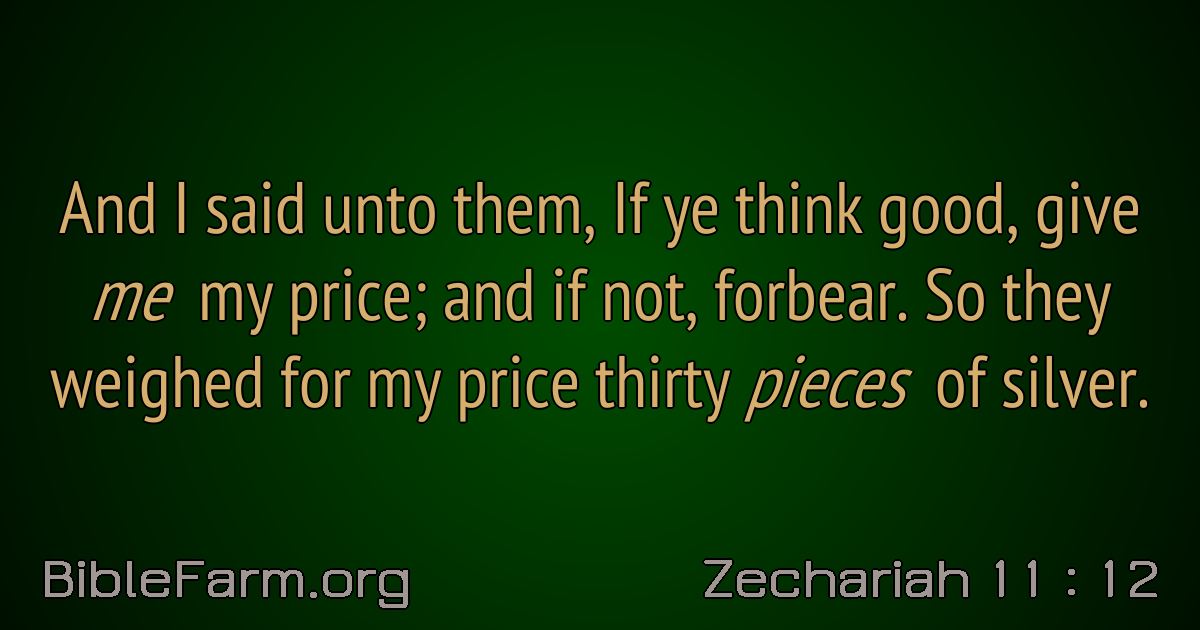 And I said unto them, If ye think good, give
me my price; and if not, forbear. So they
weighed for my price thirty pieces of silver.
BibleFarm.org
Zechariah 11 : 12